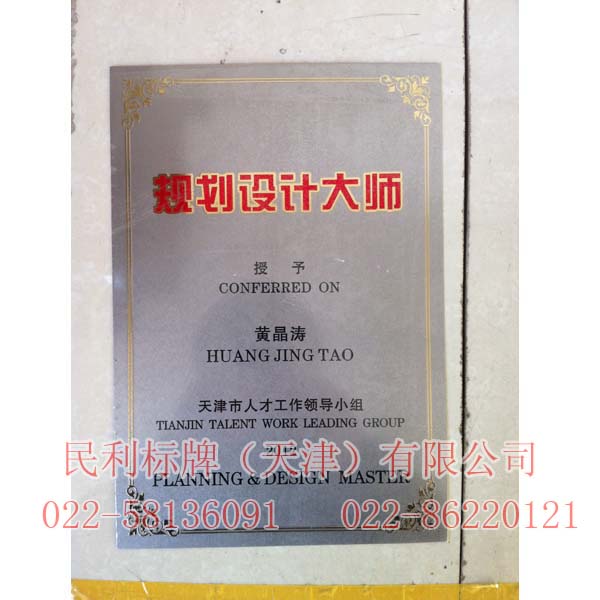 规划设计大师
授 予
CONFERRED ON
黄晶涛
HUANG JING TAO
天津市人才工作领导小组
TIANJIN TALENT WORK LEADING GROUP
民利标牌（天津）有限公司
PLANNING & DESIGN MASTER
022-58136091 022-86220121